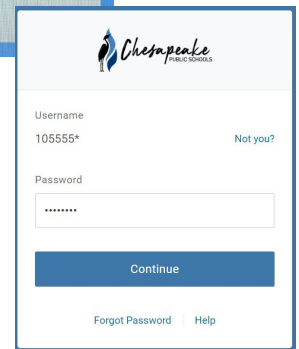 Chesapeake
PUBLIC SCHOOLS
Username
105555*
Not you?
Password
••••••••
Continue
Forgot Password | Help